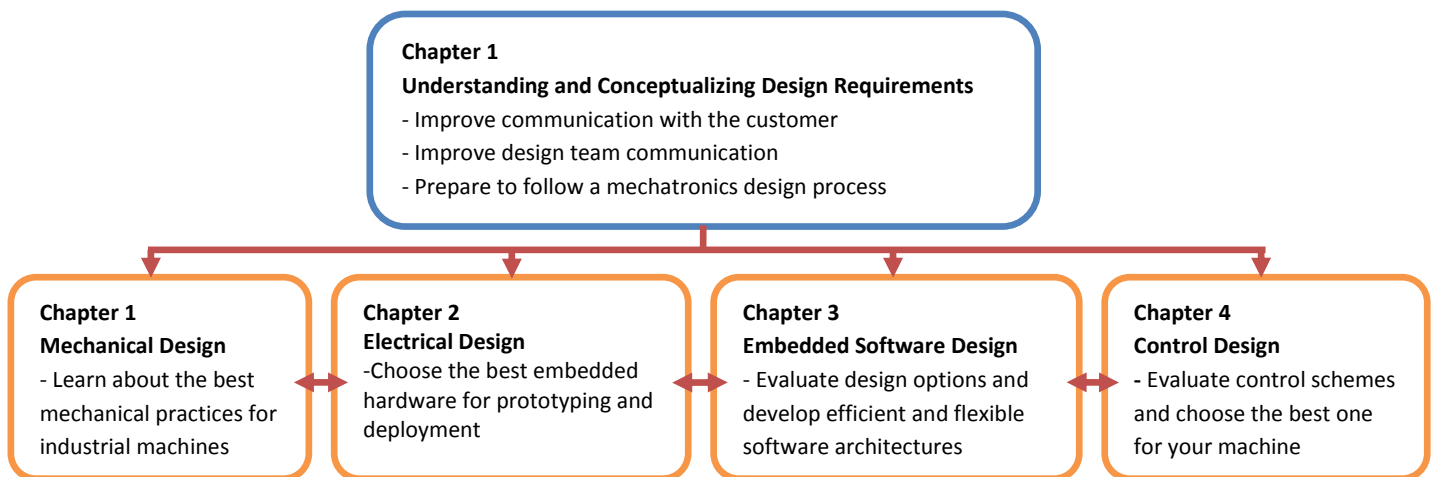 Chapter 1
Understanding and Conceptualizing Design Requirements
- Improve communication with the customer
- Improve design team communication
- Prepare to follow a mechatronics design process
Chapter 1
Mechanical Design
- Learn about the best
mechanical practices for
industrial machines
Chapter 2
Electrical Design
-Choose the best embedded
hardware for prototyping and
deployment
Chapter 3
Embedded Software Design
- Evaluate design options and
develop efficient and flexible
software architectures
Chapter 4
Control Design
- Evaluate control schemes
and choose the best one
for your machine